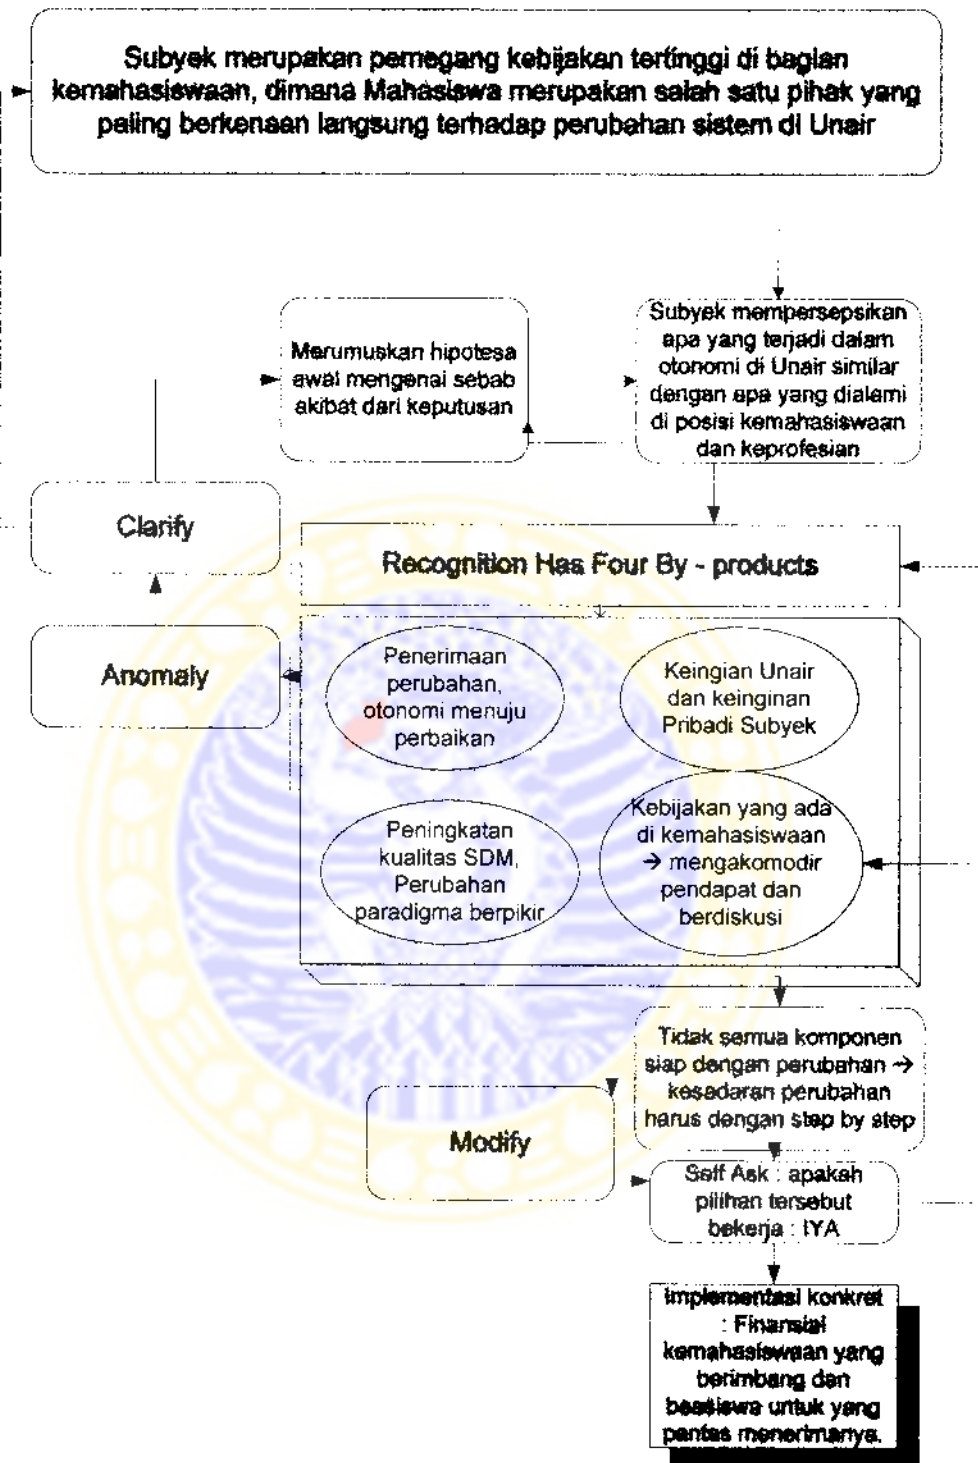 Subyek merupakan pemegang kebijakan tertinggi di bagian
kemahasiswaan, dimana Mahasiswa merupakan salah satu pihak yang
paling berkenaan langsung terhadap perubahan sistem di Unair
Merumuskan hipotesa
awal mengenai sebab
akibat dari keputusan
Subyek mempersepsikan
apa yang terjadi dalam
otonomi di Unair similar
dengan apa yang dialami
di posisi kemahasiswaan
dan keprofesian
Clarify
Recognition Has Four By - products
Anomaly
Penerimaan
perubahan,
otonomi menuju
perbaikan
Keingian Unair
dan keinginan
Pribadi Subyek
Peningkatan
kualitas SDM,
Perubahan
paradigma berpikir
Kebijakan yang ada
di kemahasiswaan
→ mengakomodir
pendapat dan
berdiskusi
Tidak semua komponen
siap dengan perubahan →
kesadaran perubahan
harus dengan step by step
Modify
Self Ask : apakah
pilihan tersebut
bekerja : IYA
Implementasi konkret
: Finansial
kemahasiswaan yang
berimbang dan
beasiswa untuk yang
pantas menerimanya.